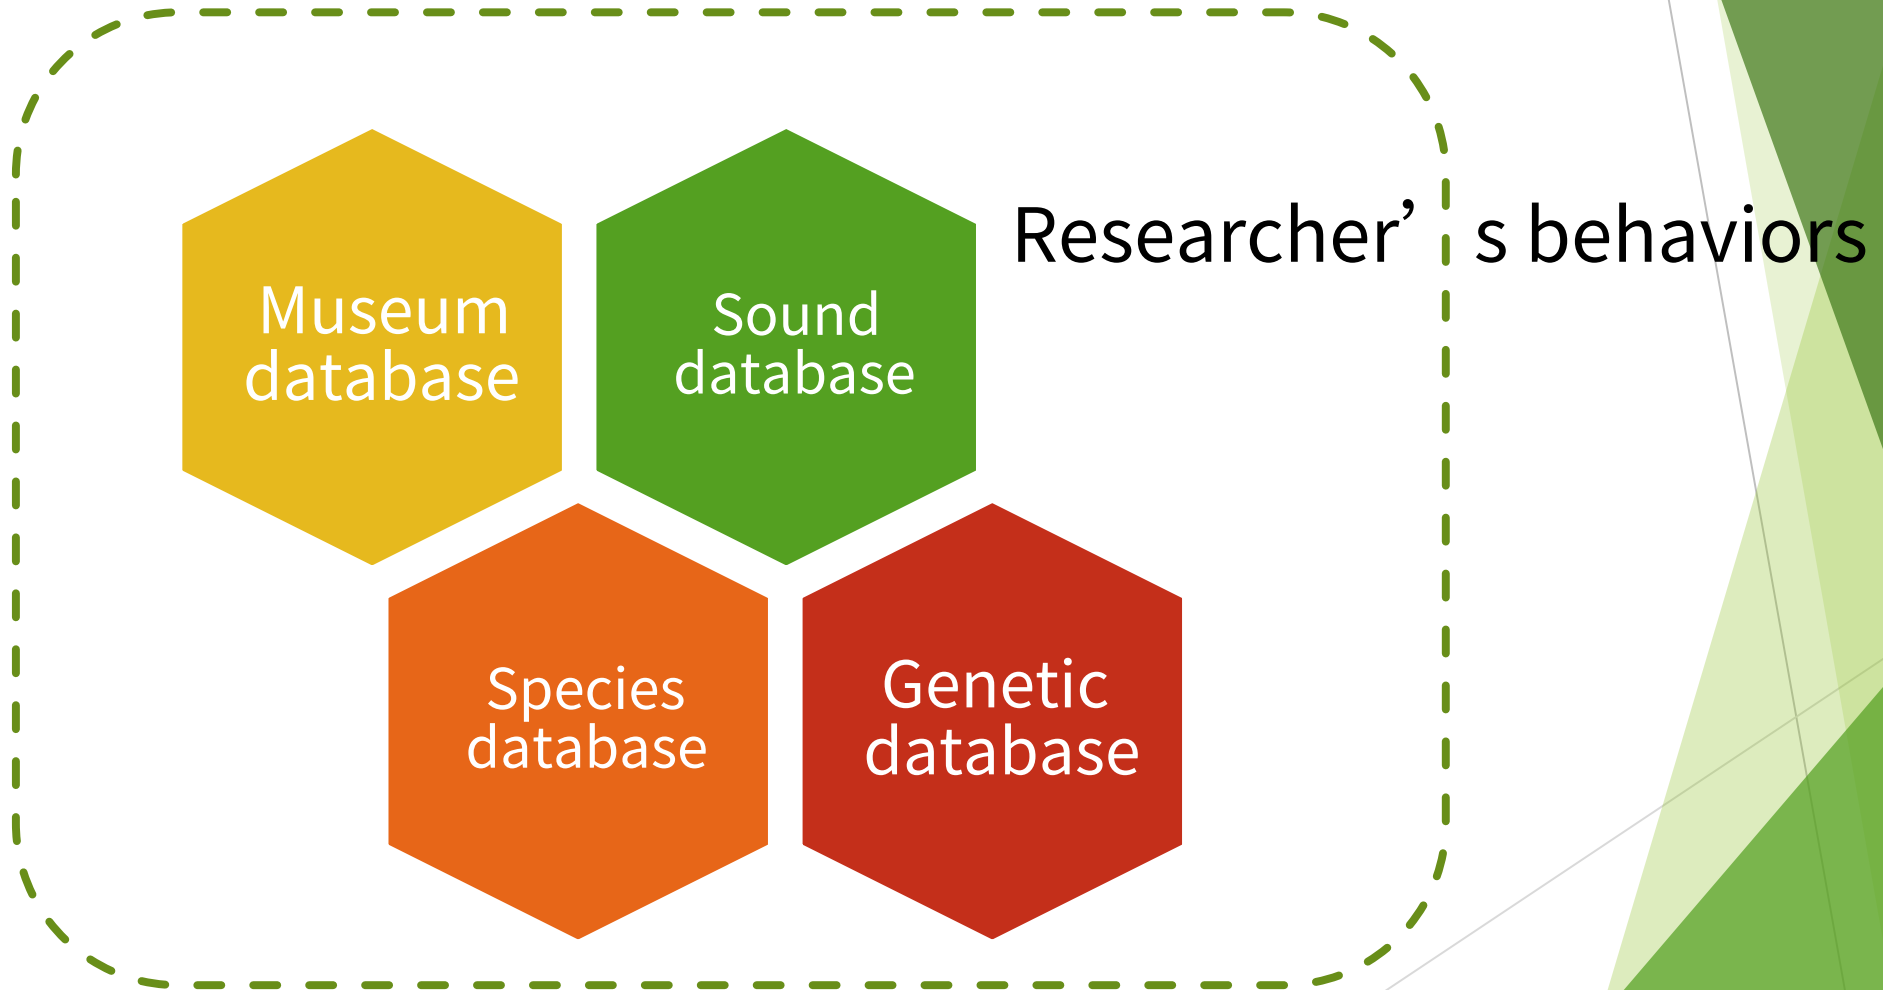 Researcher’s behaviors
Museum
database
Sound
database
Species
database
Genetic
database